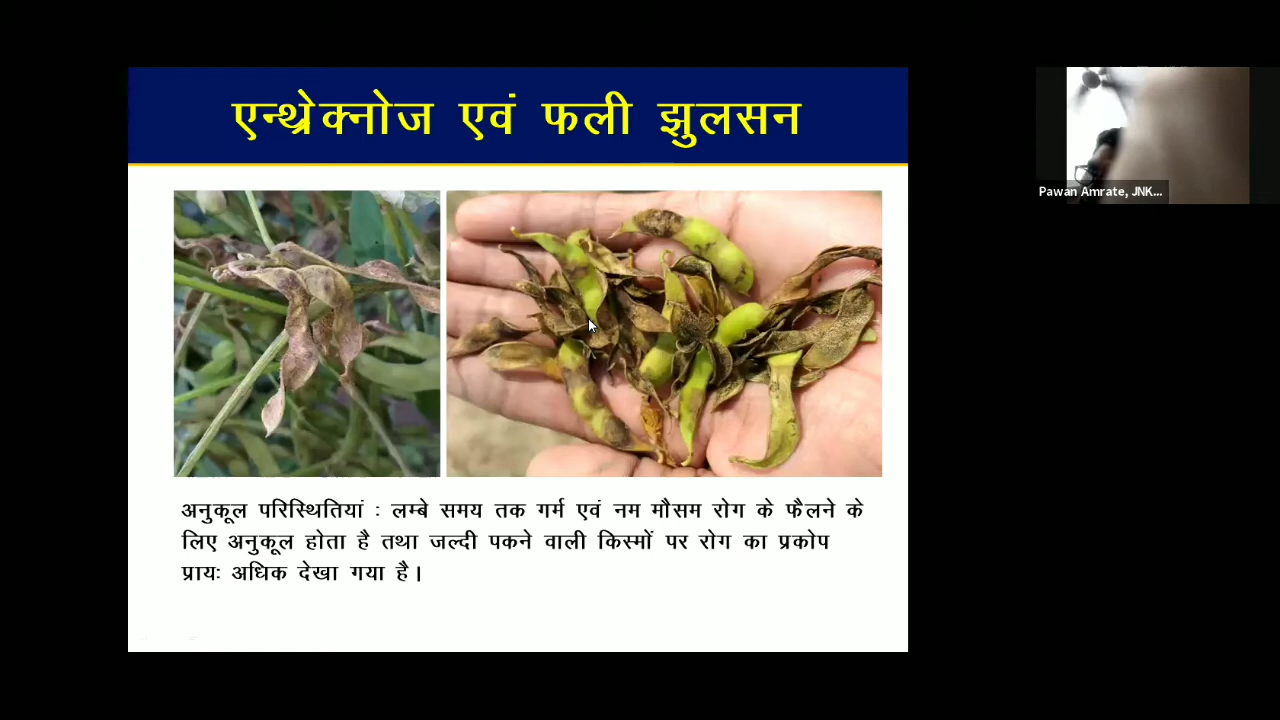 एन्थ्रेक्नोज एवं फली झुलसन
Pawan Amrate, JNK...
अनुकूल परिस्थितियां : लम्बे समय तक गर्म एवं नम मौसम रोग के फैलने के
लिए अनुकूल होता है तथा जल्दी पकने वाली किस्मों पर रोग का प्रकोप
प्रायः अधिक देखा गया है।